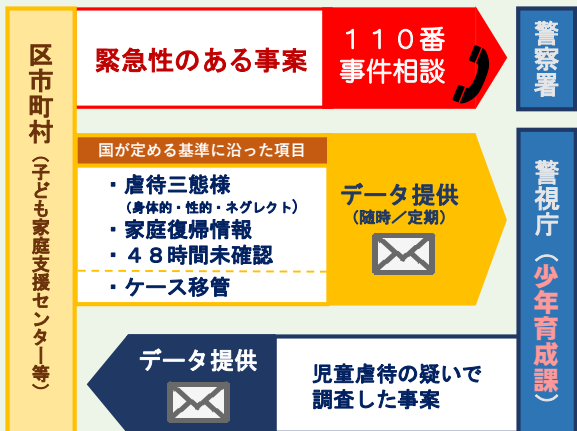 区市町村（子ども家庭支援センター等）
緊急性のある事案
１１０番
事件相談
警察署
国が定める基準に沿った項目
・虐待三態様
（身体的・性的・ネグレクト）
・家庭復帰情報
・４８時間未確認
・ケース移管
データ提供
（随時／定期）
警視庁（少年育成課）
データ提供
児童虐待の疑いで
調査した事案